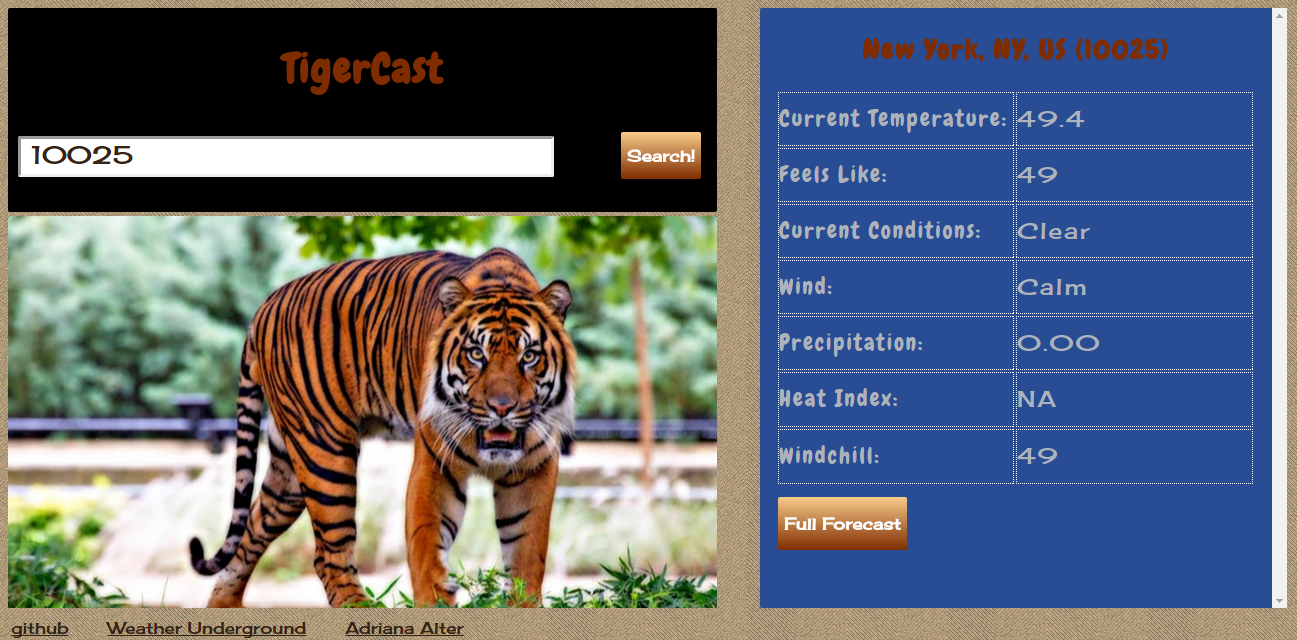 TigerCast
10025
Search!
New York, NY, US (10025)
Current Temperature: 49.4
Feels Like: 49
Current Conditions: Clear
Wind: Calm
Precipitation: 0.00
Heat Index: NA
Windchill: 49
Full Forecast
github Weather Underground Adriana Alter